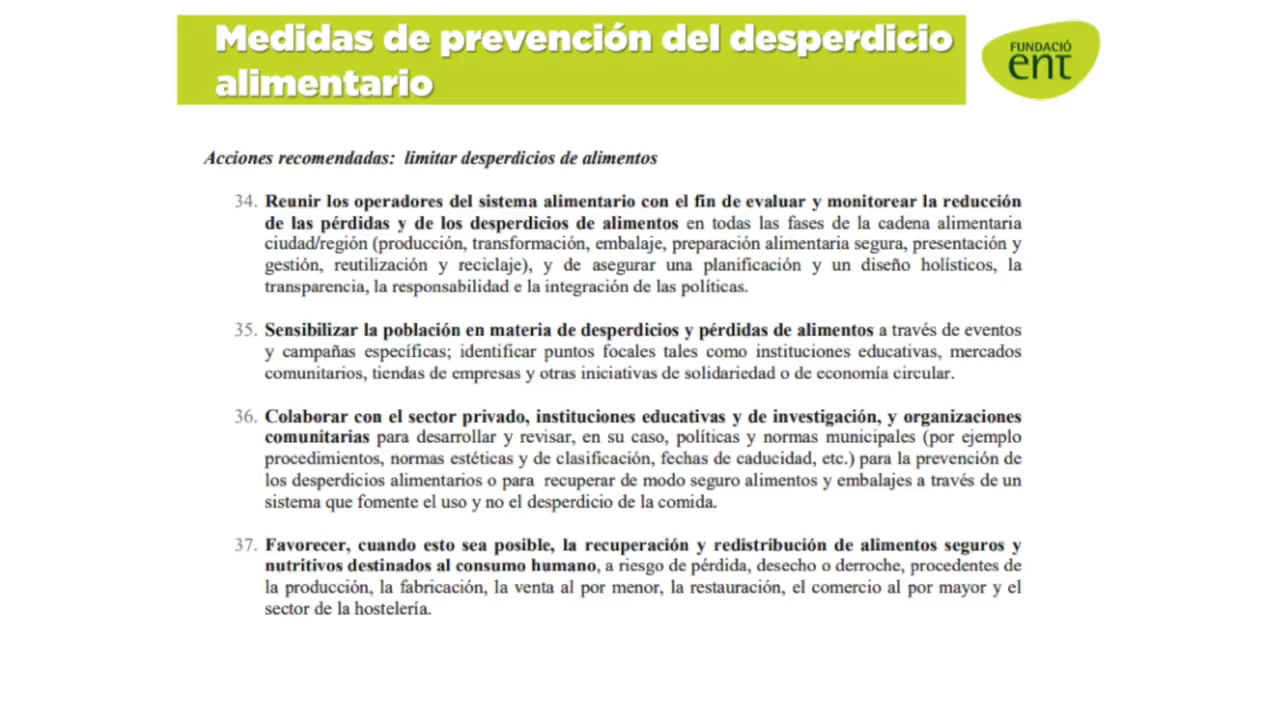 Medidas de prevención del desperdicio
alimentario
FUNDACIÓ
ent
Acciones recomendadas: limitar desperdicios de alimentos
34. Reunir los operadores del sistema alimentario con el fin de evaluar y monitorear la reducción
de las pérdidas y de los desperdicios de alimentos en todas las fases de la cadena alimentaria
ciudad/región (producción, transformación, embalaje, preparación alimentaria segura, presentación y
gestión, reutilización y reciclaje), y de asegurar una planificación y un diseño holísticos, la
transparencia, la responsabilidad e la integración de las políticas.
35. Sensibilizar la población en materia de desperdicios y pérdidas de alimentos a través de eventos
y campañas específicas; identificar puntos focales tales como instituciones educativas, mercados
comunitarios, tiendas de empresas y otras iniciativas de solidariedad o de economía circular.
36. Colaborar con el sector privado, instituciones educativas y de investigación, y organizaciones
comunitarias para desarrollar y revisar, en su caso, políticas y normas municipales (por ejemplo
procedimientos, normas estéticas y de clasificación, fechas de caducidad, etc.) para la prevención de
los desperdicios alimentarios o para recuperar de modo seguro alimentos y embalajes a través de un
sistema que fomente el uso y no el desperdicio de la comida.
37. Favorecer, cuando esto sea posible, la recuperación y redistribución de alimentos seguros y
nutritivos destinados al consumo humano, a riesgo de pérdida, desecho o derroche, procedentes de
la producción, la fabricación, la venta al por menor, la restauración, el comercio al por mayor y el
sector de la hostelería.